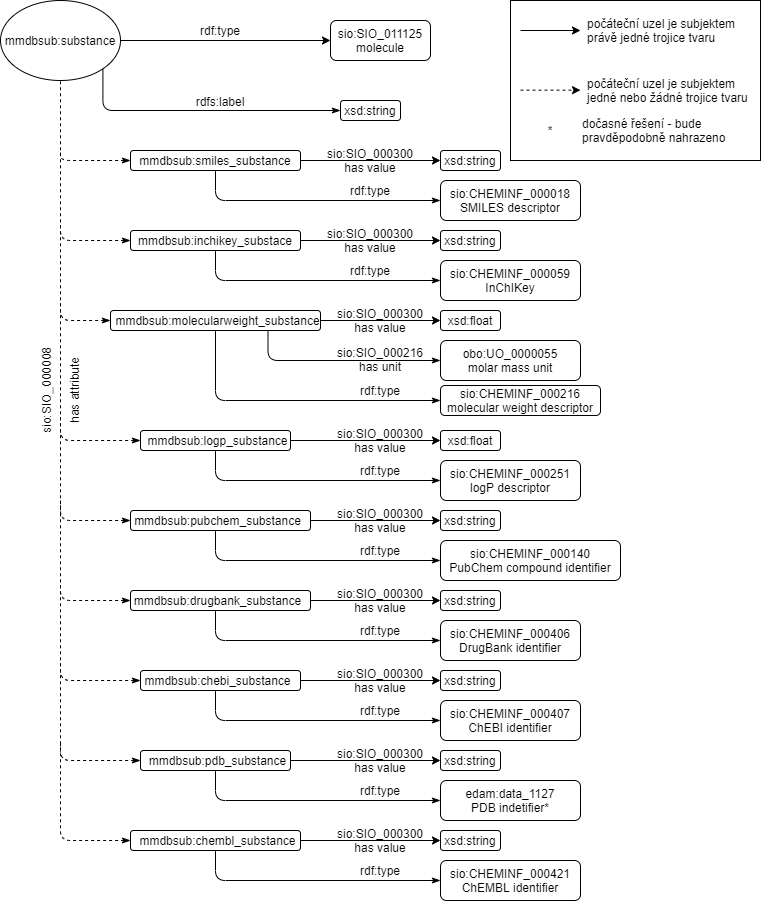 mmdbsub:substance
rdf:type
sio:SIO_011125
molecule
rdfs:label
xsd:string
počáteční uzel je subjektem
právě jedné trojice tvaru
počáteční uzel je subjektem
jedné nebo žádné trojice tvaru
*
dočasné řešení - bude
pravděpodobně nahrazeno
sio:SIO_000008
has attribute
mmdbsub:smiles_substance
sio:SIO_000300
has value
xsd:string
rdf:type
sio:CHEMINF_000018
SMILES descriptor
mmdbsub:inchikey_substace
sio:SIO_000300
has value
xsd:string
rdf:type
sio:CHEMINF_000059
InChIKey
mmdbsub:molecularweight_substance
sio:SIO_000300
has value
xsd:float
sio:SIO_000216
has unit
obo:UO_0000055
molar mass unit
rdf:type
sio:CHEMINF_000216
molecular weight descriptor
mmdbsub:logp_substance
sio:SIO_000300
has value
xsd:float
rdf:type
sio:CHEMINF_000251
logP descriptor
mmdbsub:pubchem_substance
sio:SIO_000300
has value
xsd:string
rdf:type
sio:CHEMINF_000140
PubChem compound identifier
mmdbsub:drugbank_substance
sio:SIO_000300
has value
xsd:string
rdf:type
sio:CHEMINF_000406
DrugBank identifier
mmdbsub:chebi_substance
sio:SIO_000300
has value
xsd:string
rdf:type
sio:CHEMINF_000407
ChEBI identifier
mmdbsub:pdb_substance
sio:SIO_000300
has value
xsd:string
rdf:type
edam:data_1127
PDB indetifier*
mmdbsub:chembl_substance
sio:SIO_000300
has value
xsd:string
rdf:type
sio:CHEMINF_000421
ChEMBL identifier